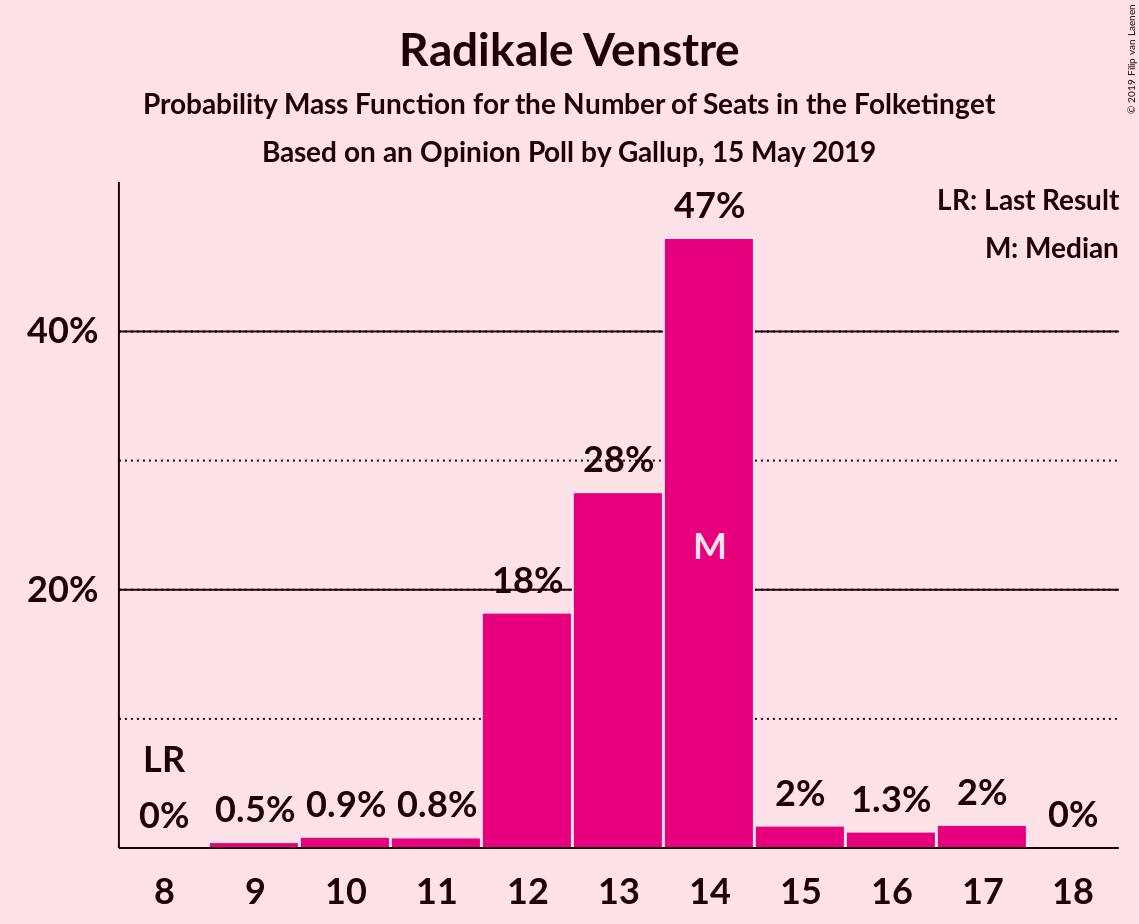 Radikale Venstre
Probability Mass Function for the Number of Seats in the Folketinget
Based on an Opinion Poll by Gallup, 15 May 2019
© 2019 Filip van Laenen
LR: Last Result
M: Median
47%
40%
28%
M
20%
18%
LR
0%
0.5%
0.9%
0.8%
2%
1.3%
2%
0%
8 9 10 11 12 13 14 15 16 17 18